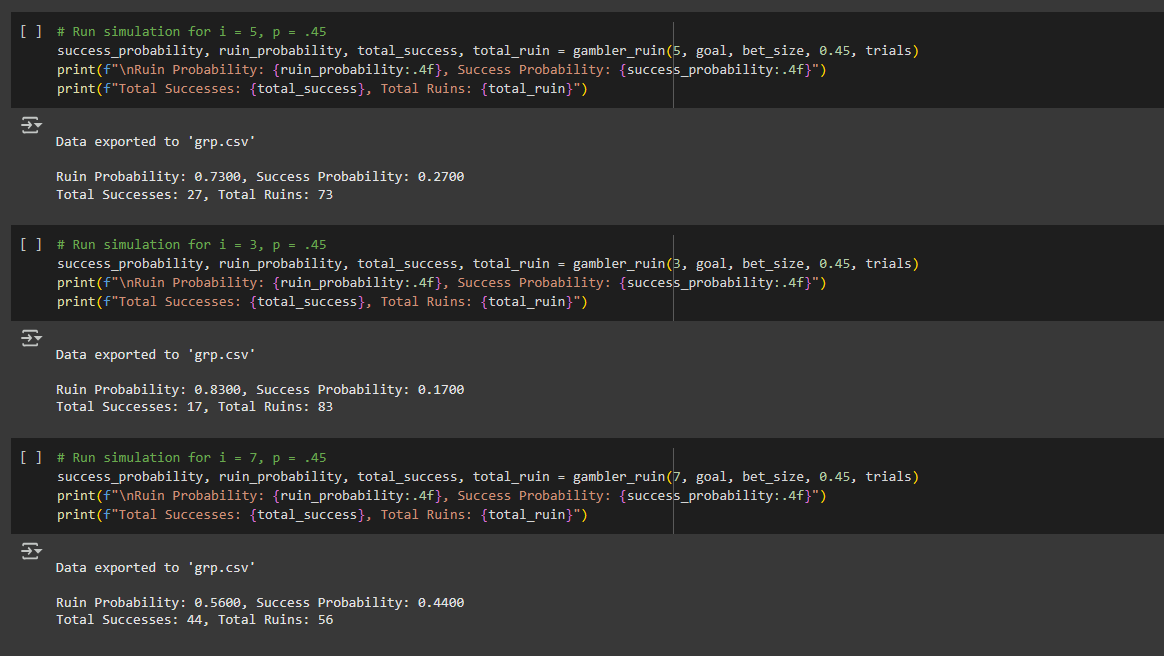 [ ] # Run simulation for i = 5, p = .45
success_probability, ruin_probability, total_success, total_ruin = gambler_ruin(5, goal, bet_size, 0.45, trials)
print(f"\nRuin Probability: {ruin_probability:.4f}, Success Probability: {success_probability:.4f}")
print(f"Total Successes: {total_success}, Total Ruins: {total_ruin}")
Data exported to 'grp.csv'
Ruin Probability: 0.7300, Success Probability: 0.2700
Total Successes: 27, Total Ruins: 73
[ ] # Run simulation for i = 3, p = .45
success_probability, ruin_probability, total_success, total_ruin = gambler_ruin(3, goal, bet_size, 0.45, trials)
print(f"\nRuin Probability: {ruin_probability:.4f}, Success Probability: {success_probability:.4f}")
print(f"Total Successes: {total_success}, Total Ruins: {total_ruin}")
Data exported to 'grp.csv'
Ruin Probability: 0.8300, Success Probability: 0.1700
Total Successes: 17, Total Ruins: 83
[ ] # Run simulation for i = 7, p = .45
success_probability, ruin_probability, total_success, total_ruin = gambler_ruin(7, goal, bet_size, 0.45, trials)
print(f"\nRuin Probability: {ruin_probability:.4f}, Success Probability: {success_probability:.4f}")
print(f"Total Successes: {total_success}, Total Ruins: {total_ruin}")
Data exported to 'grp.csv'
Ruin Probability: 0.5600, Success Probability: 0.4400
Total Successes: 44, Total Ruins: 56